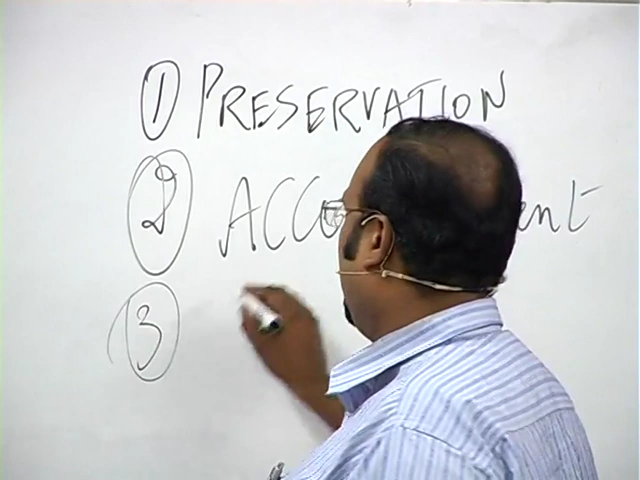 ① PRESERVATION
② ACCO ent
③